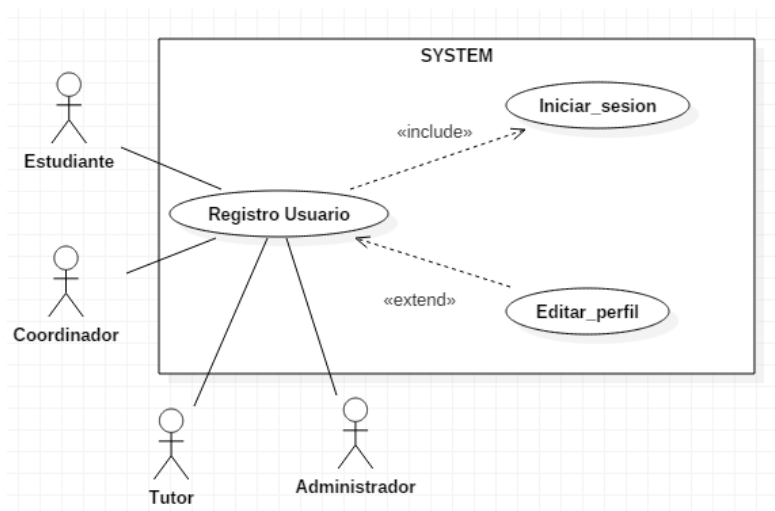 SYSTEM
Iniciar_sesion
«include»
Estudiante
Registro Usuario
«extend»
Editar_perfil
Coordinador
Tutor
Administrador